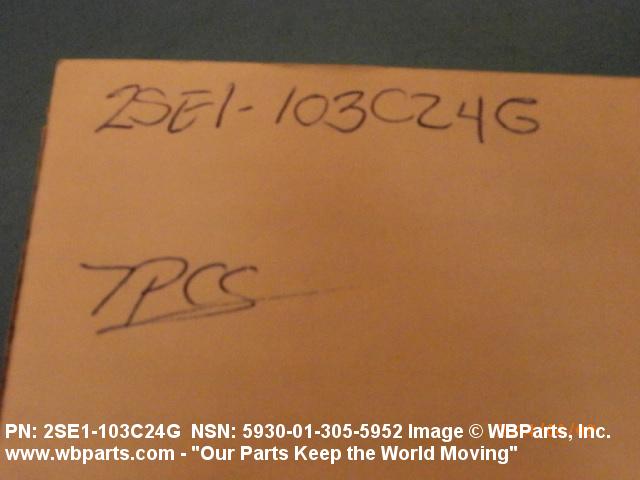 2SE1-103C24G
7PCS
PN: 2SE1-103C24G NSN: 5930-01-305-5952 Image © WBParts, Inc.
www.wbparts.com - "Our Parts Keep the World Moving"